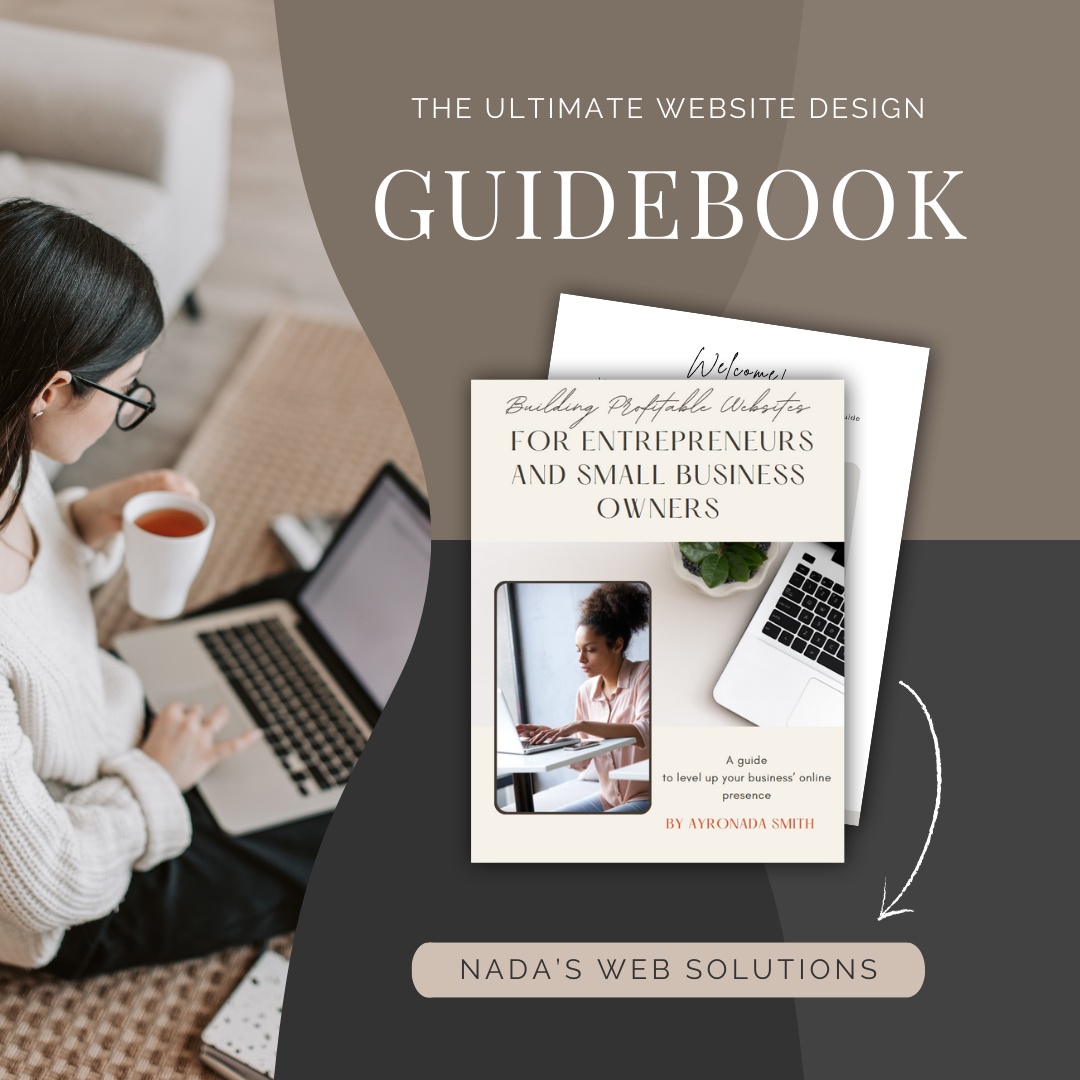 THE ULTIMATE WEBSITE DESIGN
GUIDEBOOK
Welcome!
Building Profitable Websites
FOR ENTREPRENEURS
AND SMALL BUSINESS
OWNERS
A guide
to level up your business’ online
presence
BY AYRONADA SMITH
NADA’S WEB SOLUTIONS